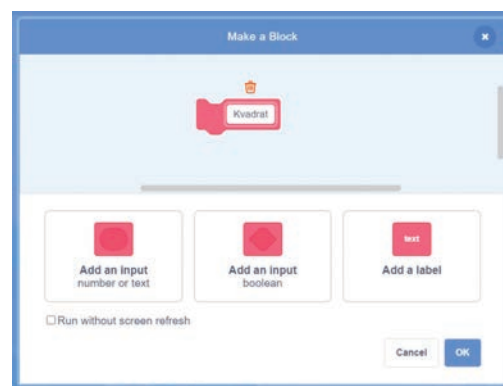 Make a Block
Kvadrat
Add an input
number or text
Add an input
boolean
text
Add a label
Run without screen refresh
Cancel
OK